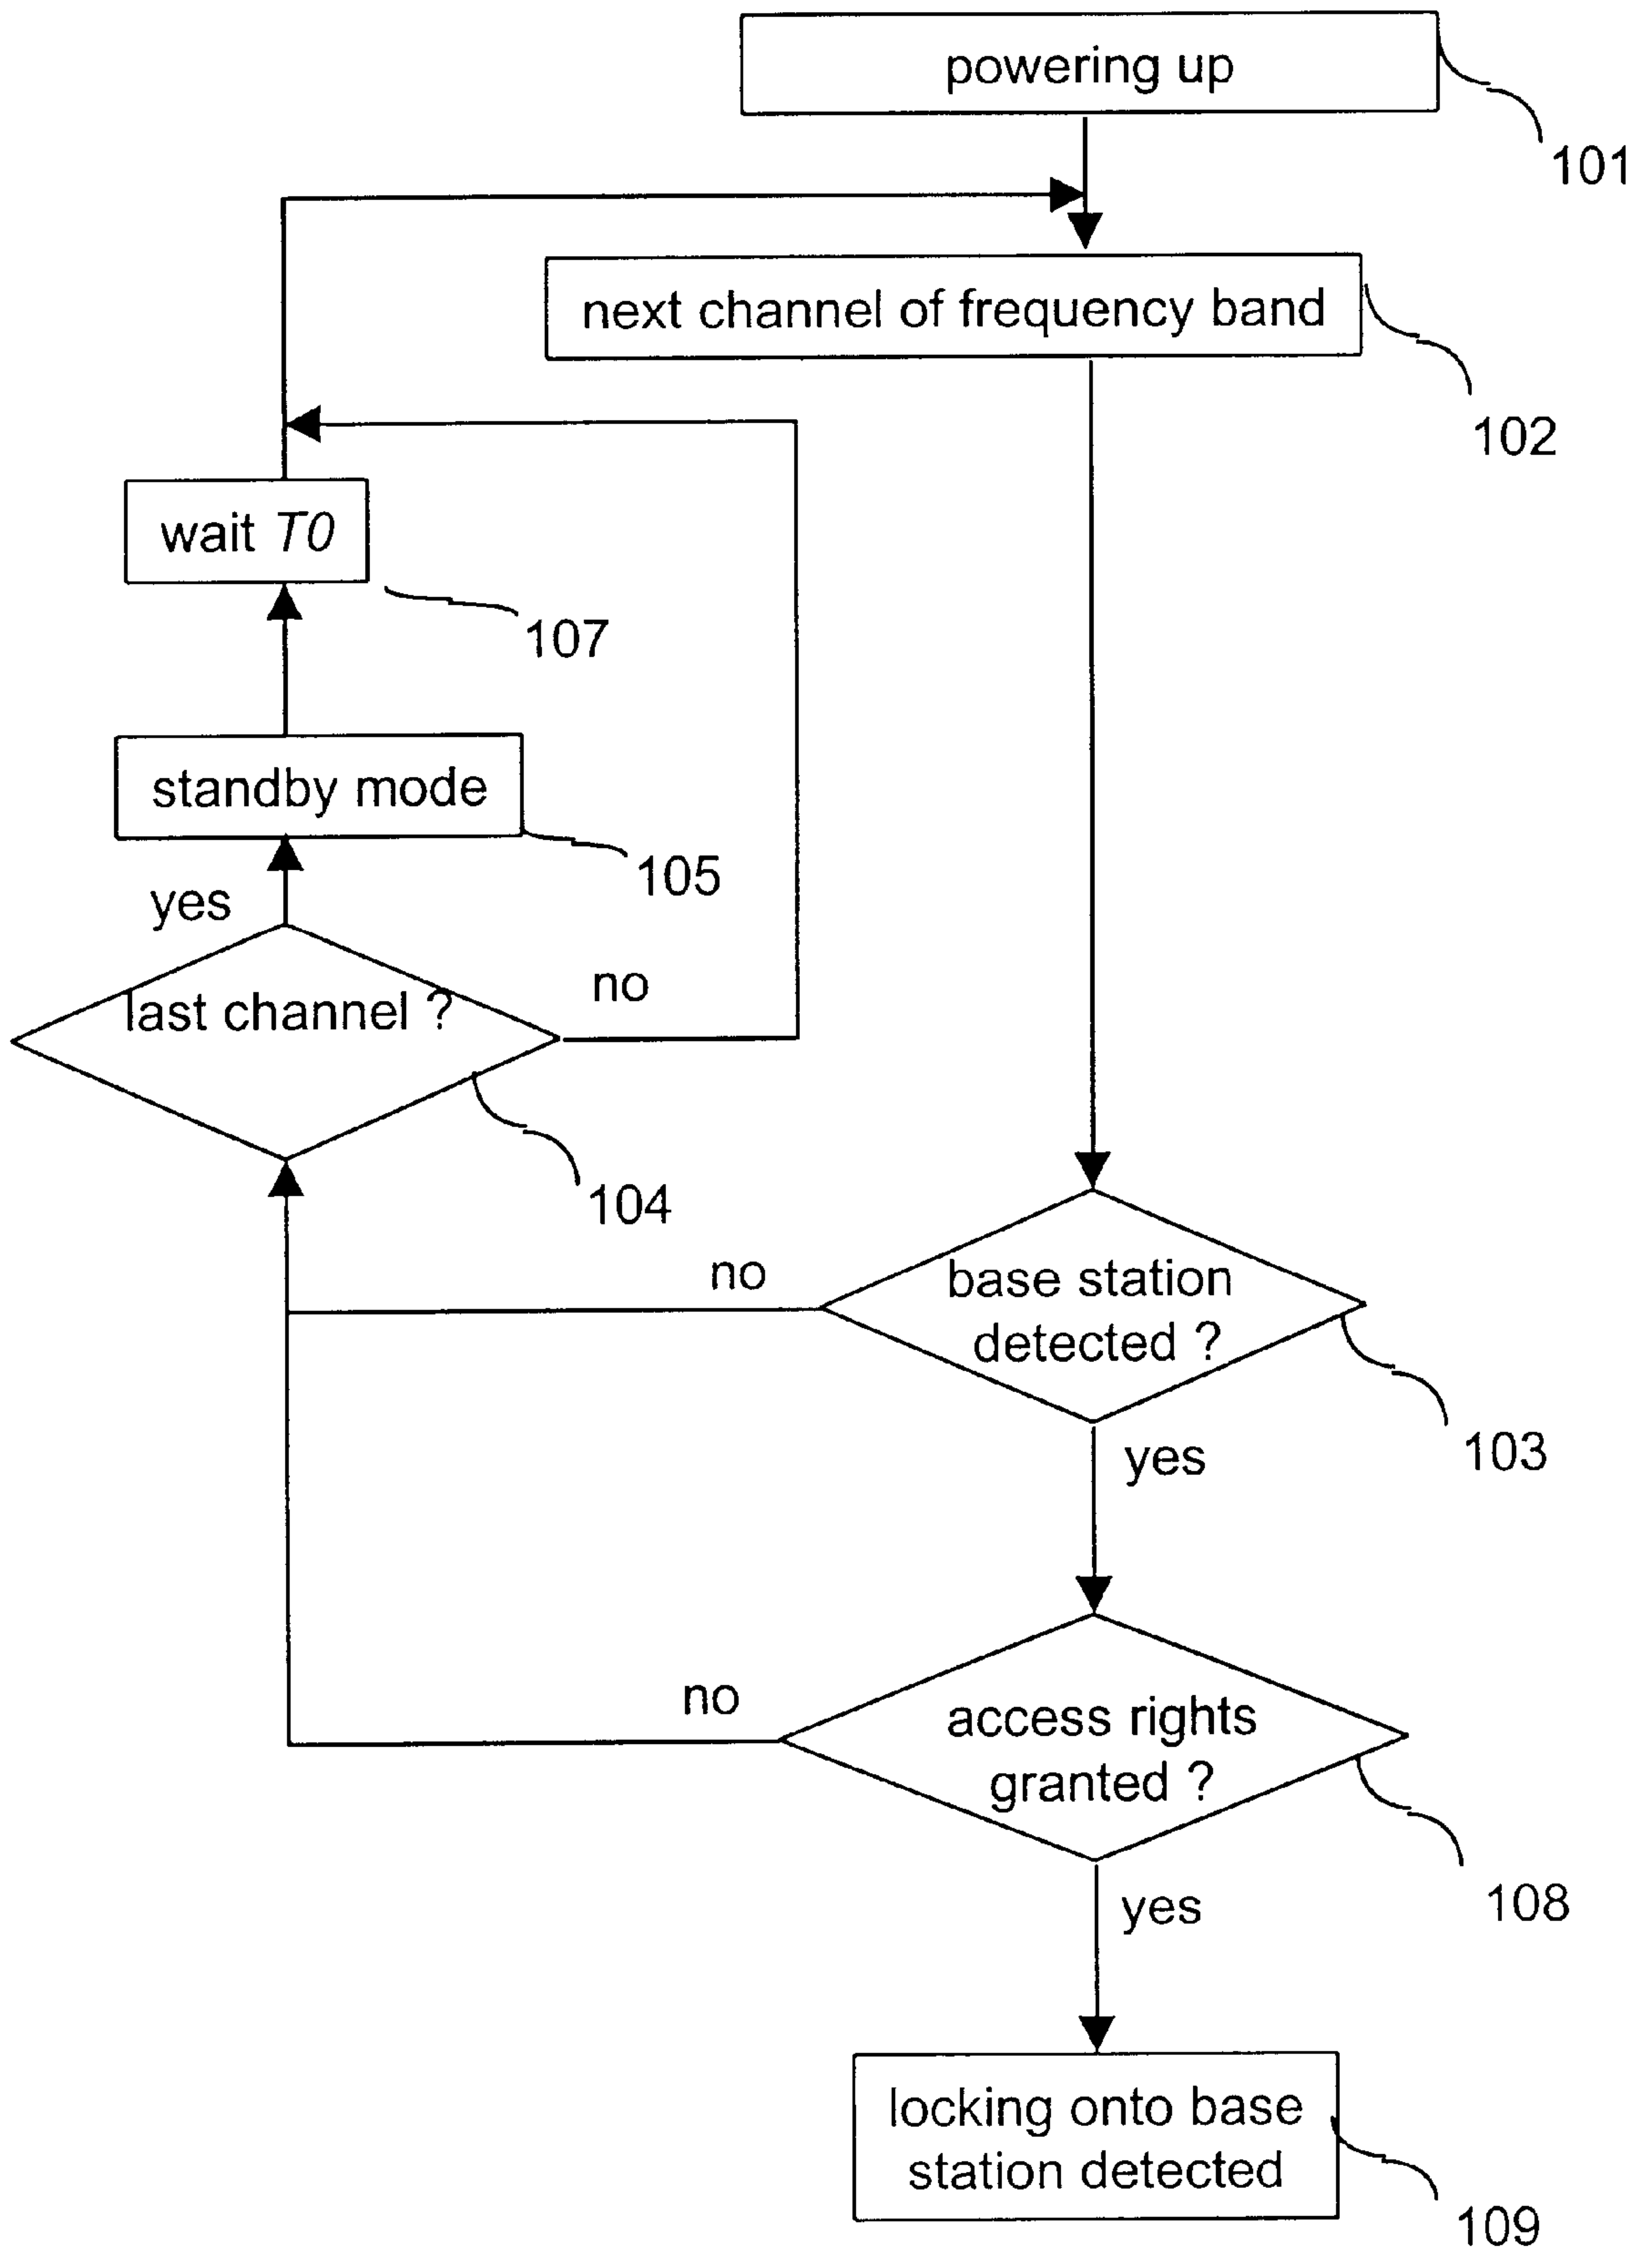 powering up
101
next channel of frequency band
102
wait T0
107
standby mode
105
yes
last channel ?
no
104
no
base station
detected ?
103
yes
no
access rights
granted ?
108
yes
locking onto base
station detected
109